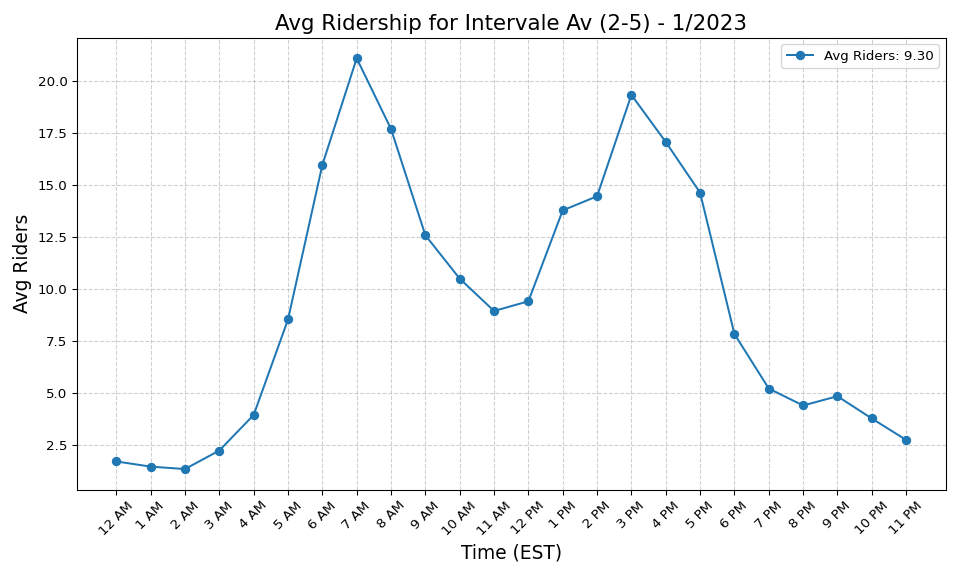 Avg Ridership for Intervale Av (2-5) - 1/2023
Avg Riders: 9.30
Avg Riders
20.0
17.5
15.0
12.5
10.0
7.5
5.0
2.5
12 AM
1 AM
2 AM
3 AM
4 AM
5 AM
6 AM
7 AM
8 AM
9 AM
10 AM
11 AM
12 PM
1 PM
2 PM
3 PM
4 PM
5 PM
6 PM
7 PM
8 PM
9 PM
10 PM
11 PM
Time (EST)